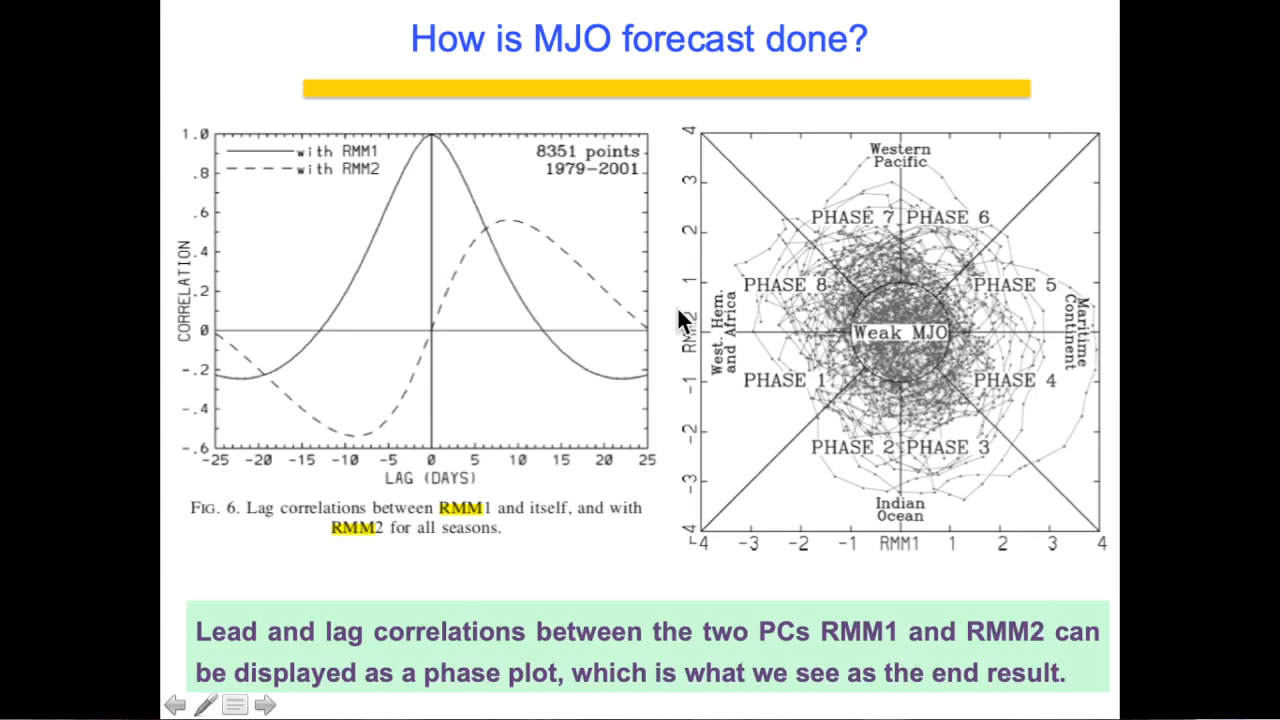 How is MJO forecast done?
1.0
.8
.6
.4
.2
0
-.2
-.4
-.6
CORRELATION
with RMM1
with RMM2
8351 points
1979-2001
-25 -20 -15 -10 -5 0 5 10 15 20 25
LAG (DAYS)
FIG. 6. Lag correlations between RMM1 and itself, and with
RMM2 for all seasons.
4
3
2
1
-1
-2
-3
-4
Western
Pacific
PHASE 7 PHASE 6
PHASE 8 PHASE 5
West. Hem.
and Africa
Weak MJO
Maritime
Continent
PHASE 1 PHASE 4
PHASE 2 PHASE 3
Indian
Ocean
-4 -3 -2 -1 RMM1 1 2 3 4
Lead and lag correlations between the two PCs RMM1 and RMM2 can
be displayed as a phase plot, which is what we see as the end result.